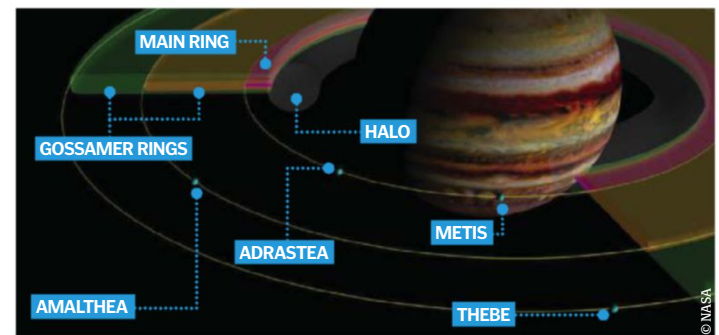 MAIN RING
HALO
GOSSAMER RINGS
METIS
ADRASTEA
AMALTHEA
THEBE
© NASA